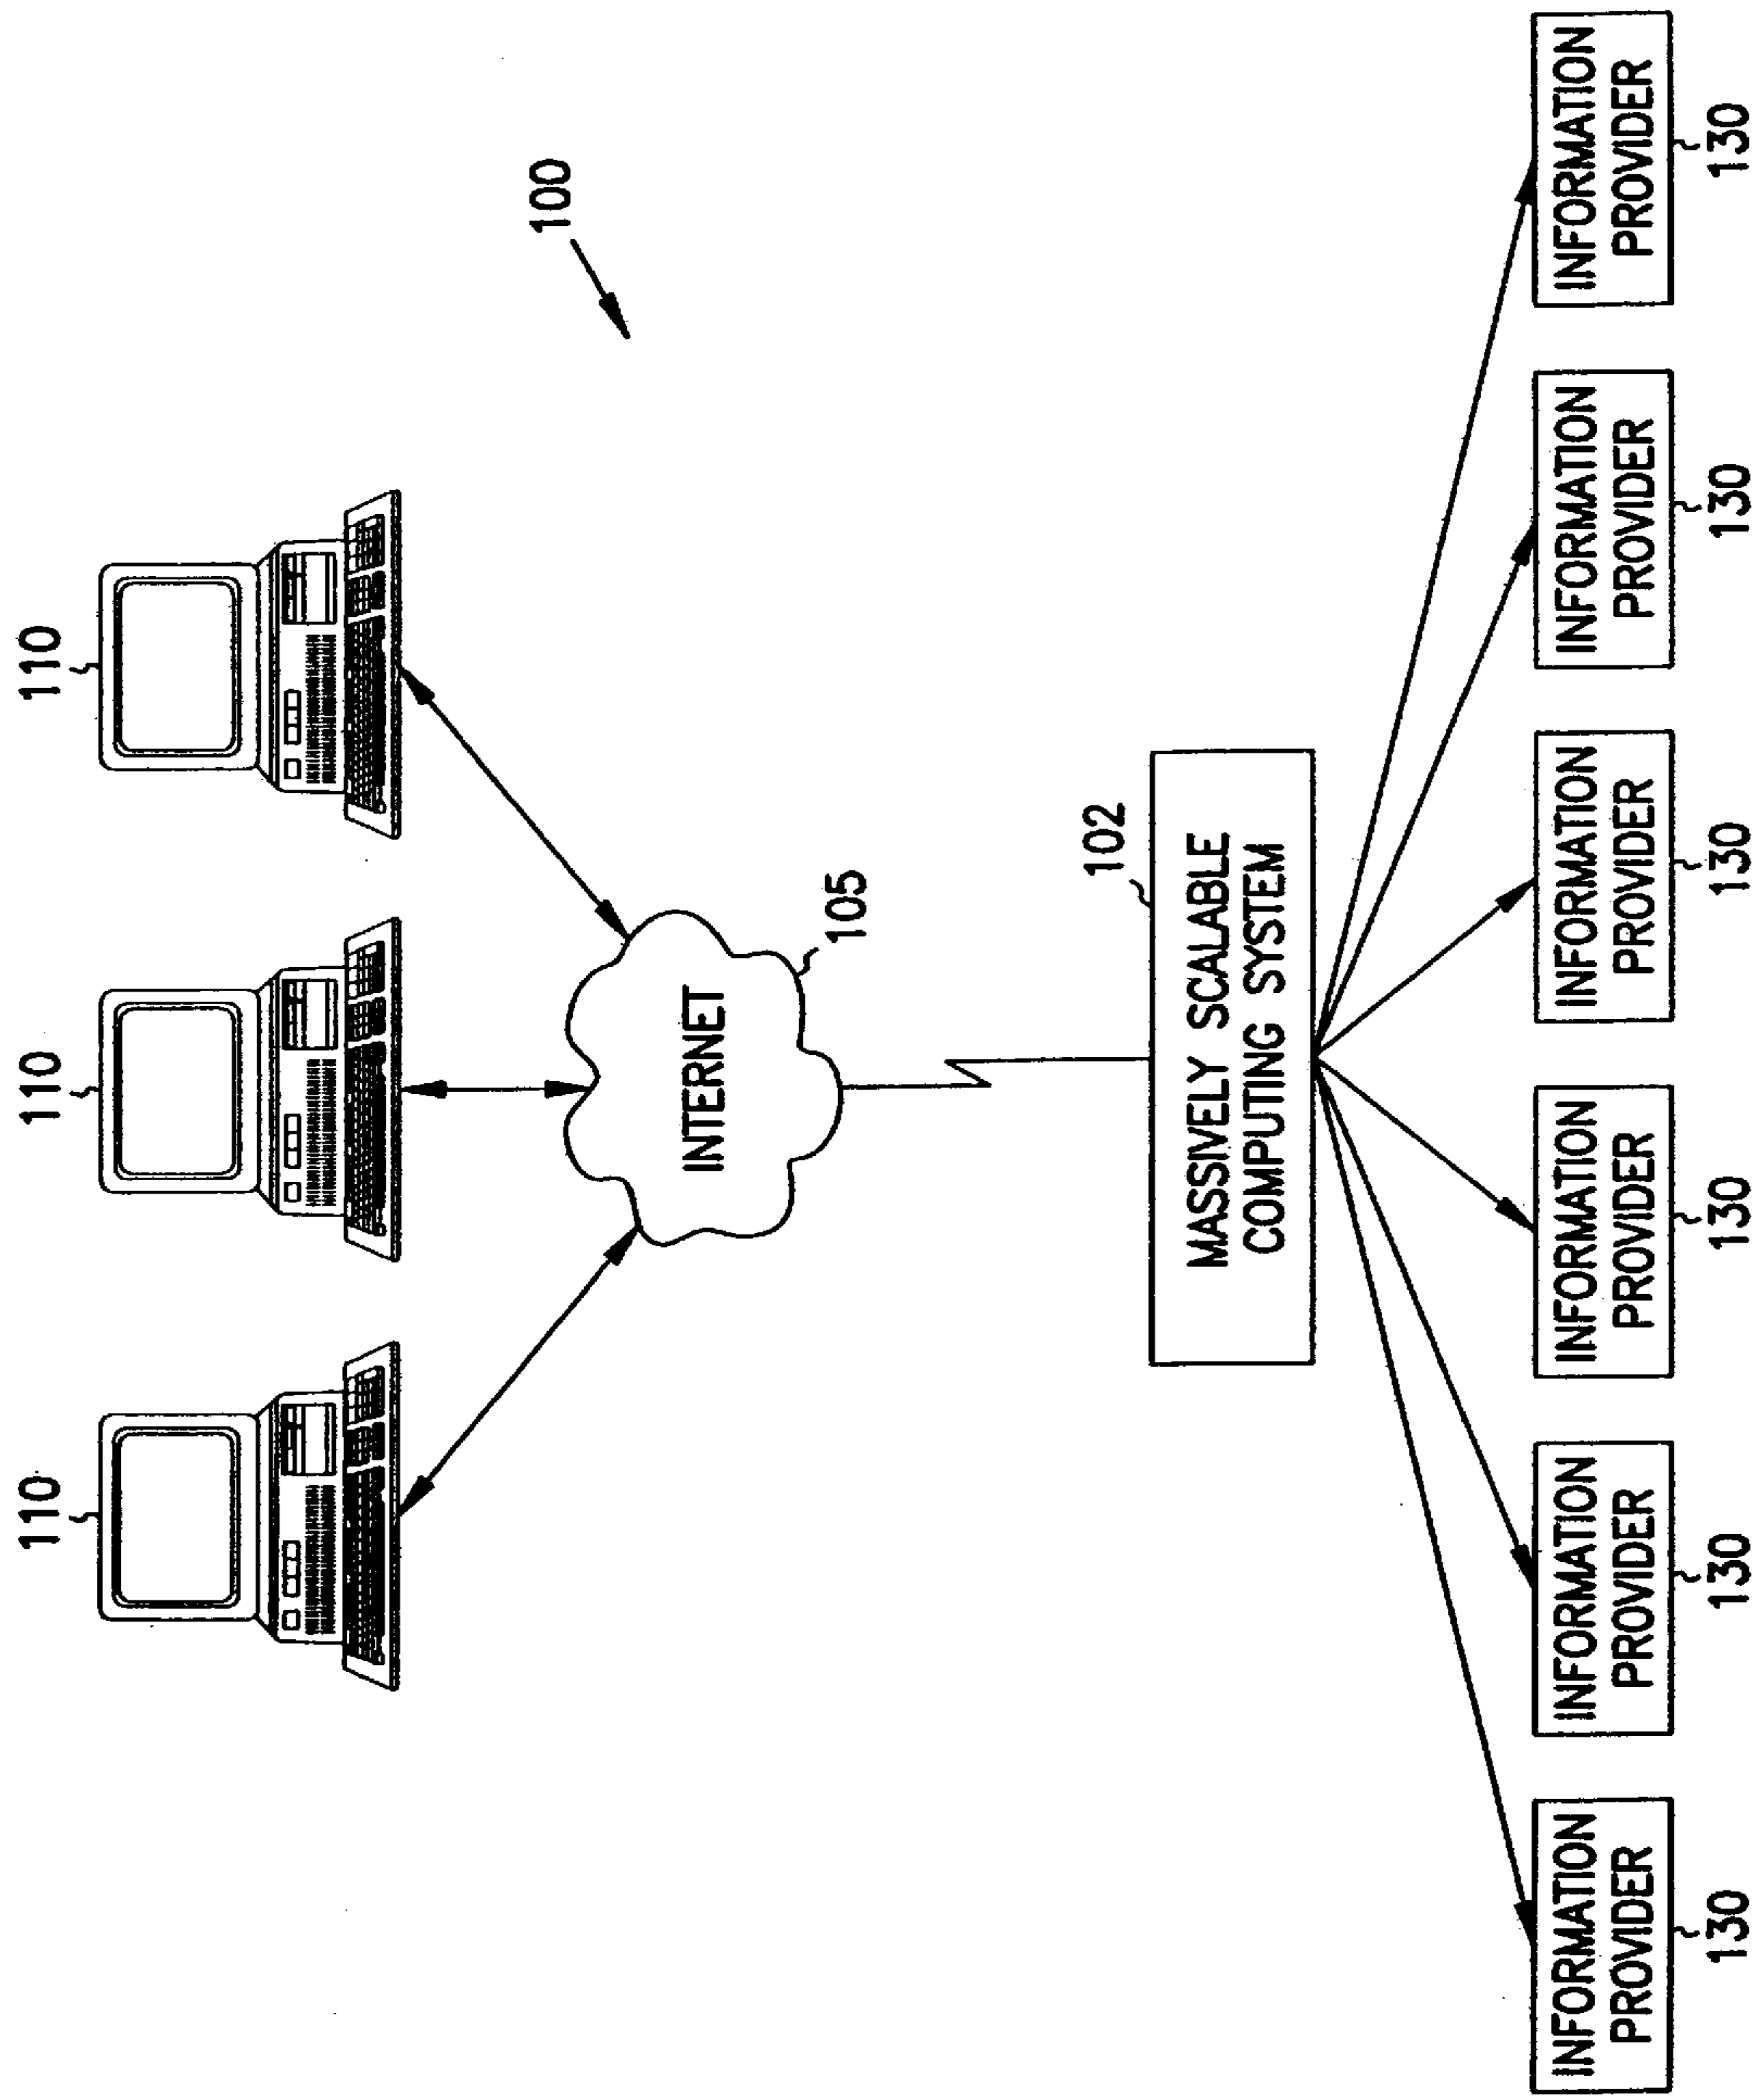 110
110
110
100
INTERNET
105
102
MASSIVELY SCALABLE
COMPUTING SYSTEM
INFORMATION
PROVIDER
130
INFORMATION
PROVIDER
130
INFORMATION
PROVIDER
130
INFORMATION
PROVIDER
130
INFORMATION
PROVIDER
130
INFORMATION
PROVIDER
130